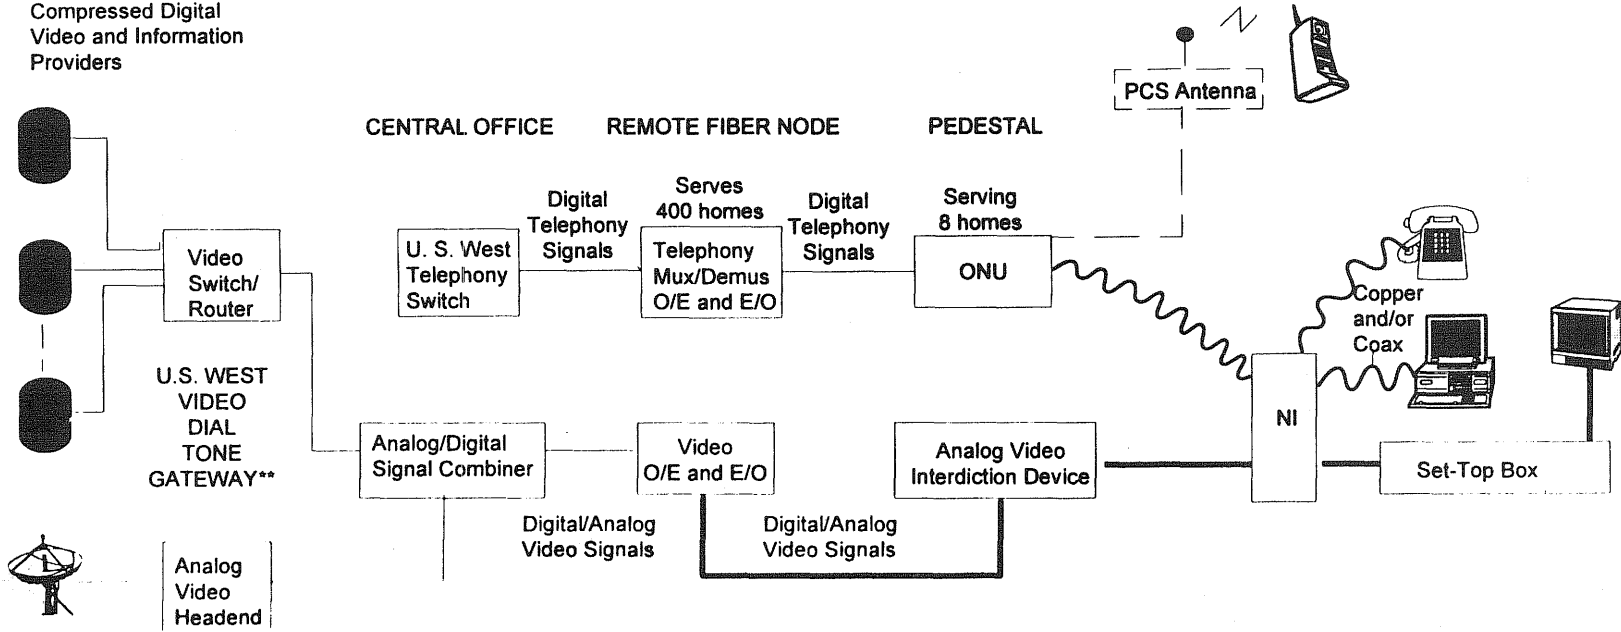 Compressed Digital
Video and Information
Providers
PCS Antenna
CENTRAL OFFICE
REMOTE FIBER NODE
PEDESTAL
Digital
Telephony
Signals
Serves
400 homes
Digital
Telephony
Signals
Serving
8 homes
Video
Switch/
Router
U. S. West
Telephony
Switch
Telephony
Mux/Demus
O/E and E/O
ONU
Copper
and/or
Coax
U.S. WEST
VIDEO
DIAL
TONE
GATEWAY**
Analog/Digital
Signal Combiner
Video
O/E and E/O
Analog Video
Interdiction Device
NI
Set-Top Box
Digital/Analog
Video Signals
Digital/Analog
Video Signals
Analog
Video
Headend